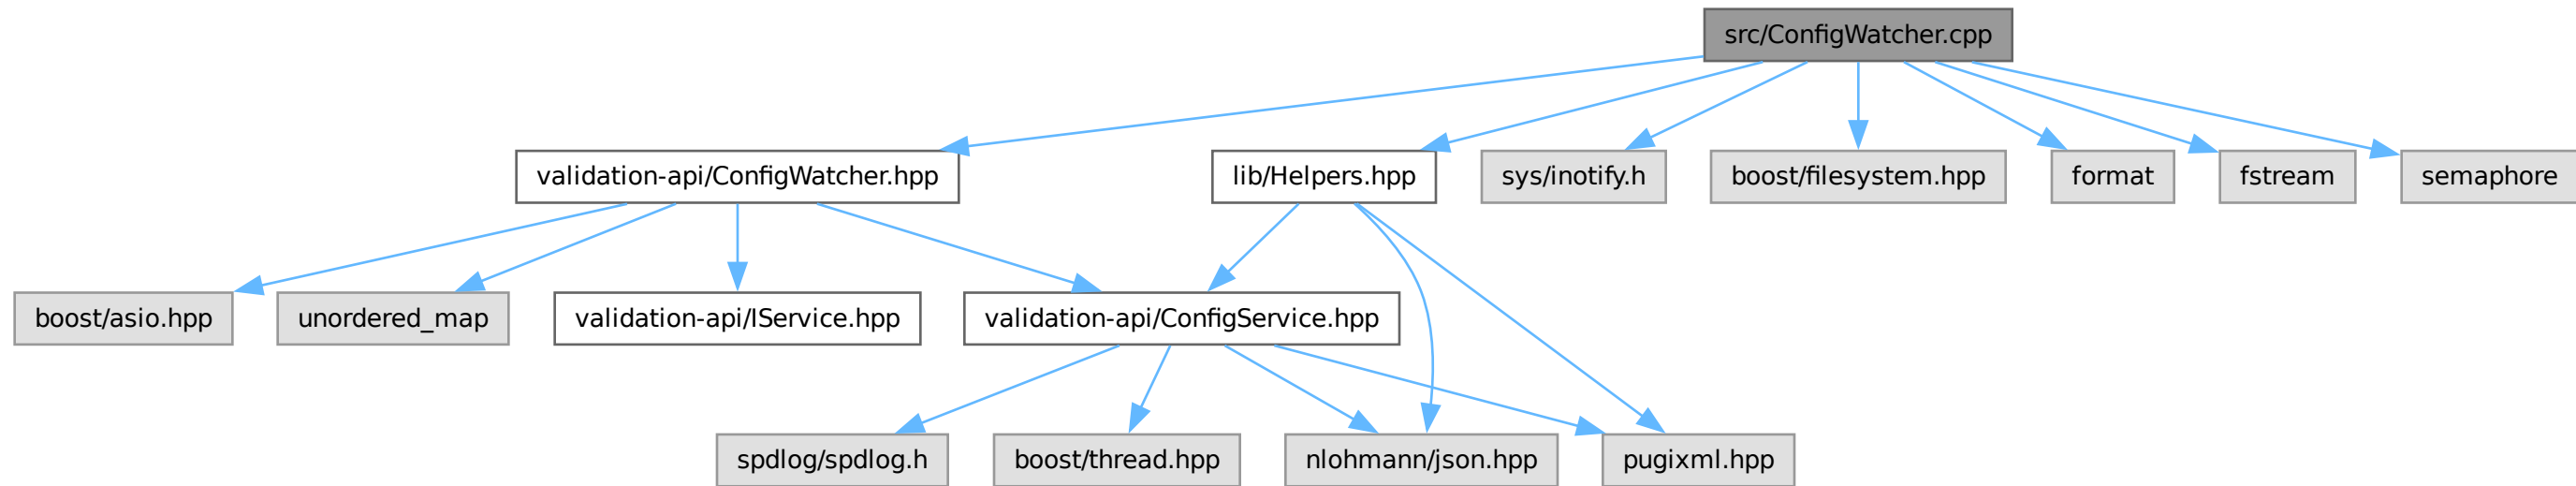 src/ConfigWatcher.cpp
validation-api/ConfigWatcher.hpp
lib/Helpers.hpp
sys/inotify.h
boost/filesystem.hpp
format
fstream
semaphore
boost/asio.hpp
unordered_map
validation-api/IService.hpp
validation-api/ConfigService.hpp
spdlog/spdlog.h
boost/thread.hpp
nlohmann/json.hpp
pugixml.hpp